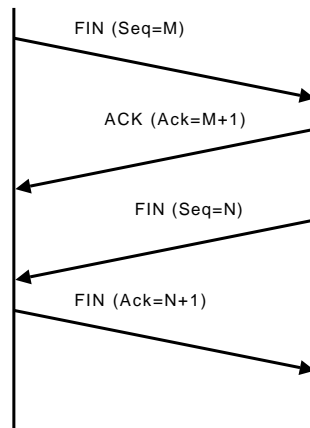 FIN (Seq=M)
ACK (Ack=M+1)
FIN (Seq=N)
FIN (Ack=N+1)